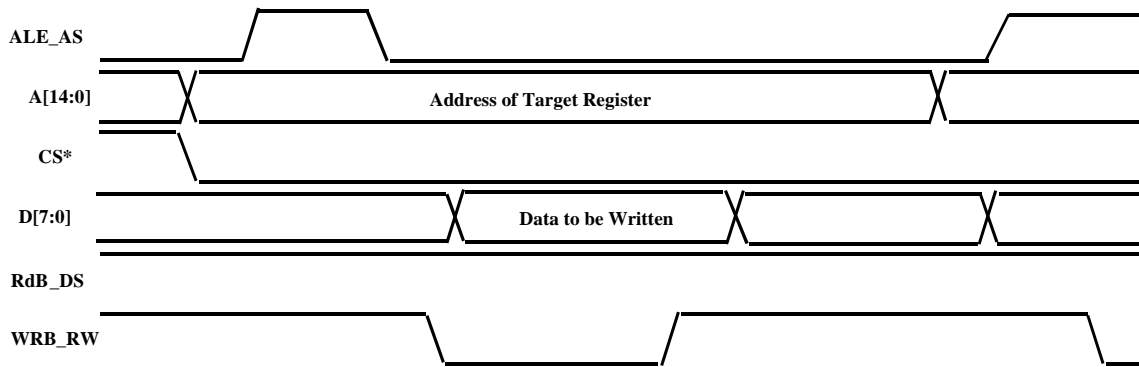 ALE_AS
A[14:0]
Address of Target Register
CS*
D[7:0]
Data to be Written
RdB_DS
WRB_RW